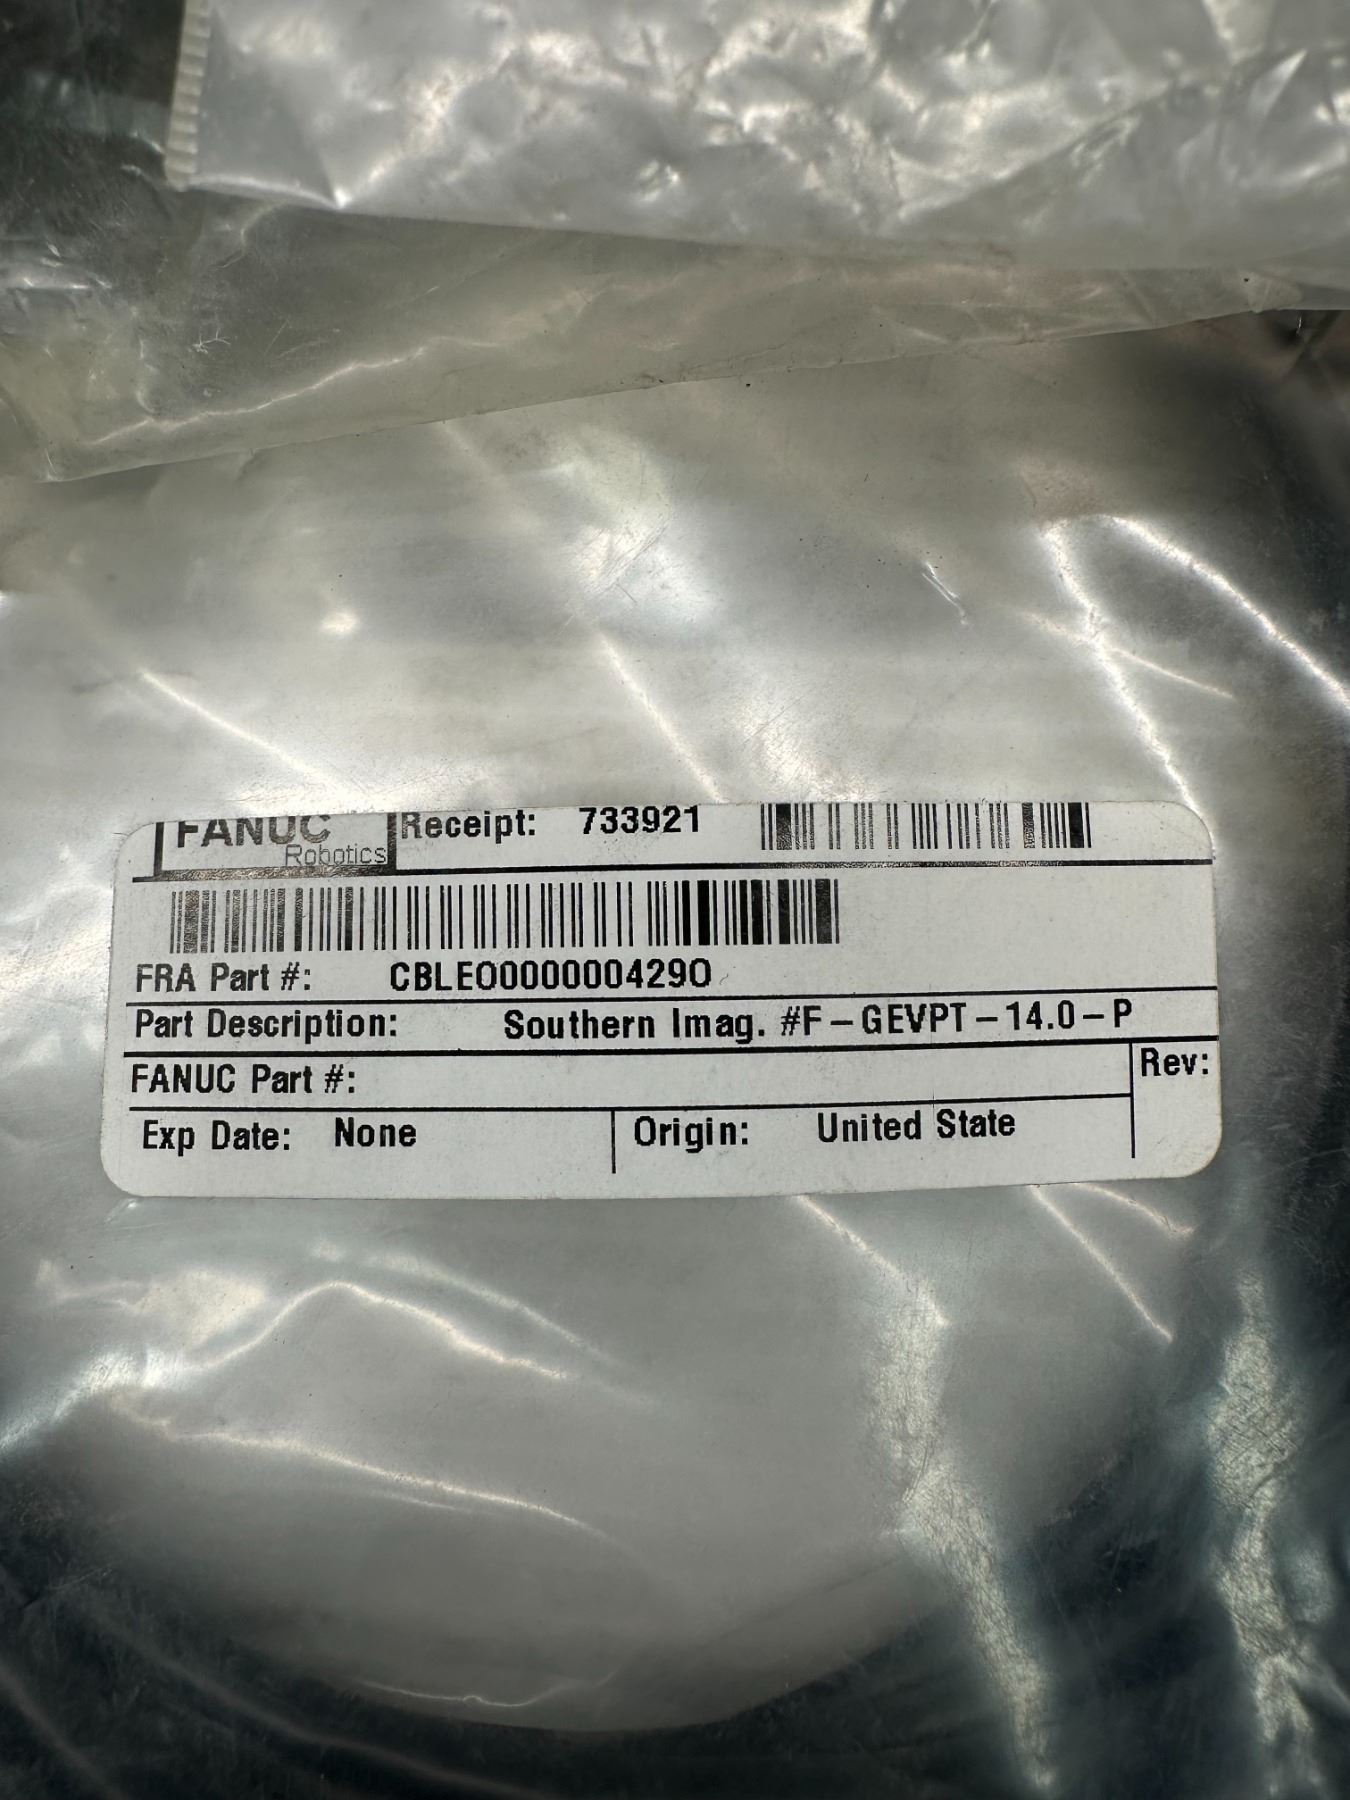 FANUC Receipt: 733921
Robotics
FRA Part #: CBLEO00000004290
Part Description: Southern Imag. #F-GEVPT-14.0-P
FANUC Part #: Rev:
Exp Date: None Origin: United State